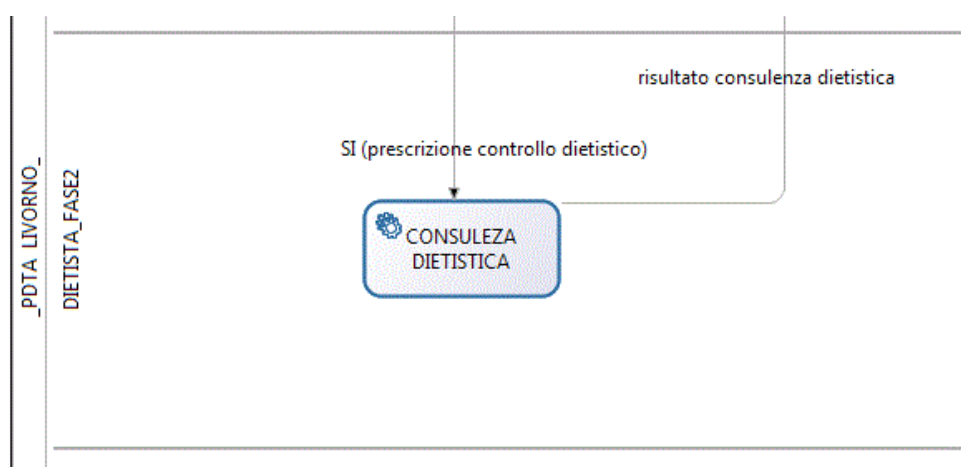 risultato consulenza dietistica
SI (prescrizione controllo dietistico)
CONSULEZA
DIETISTICA
_PDTA LIVORNO_
DIETISTA_FASE2